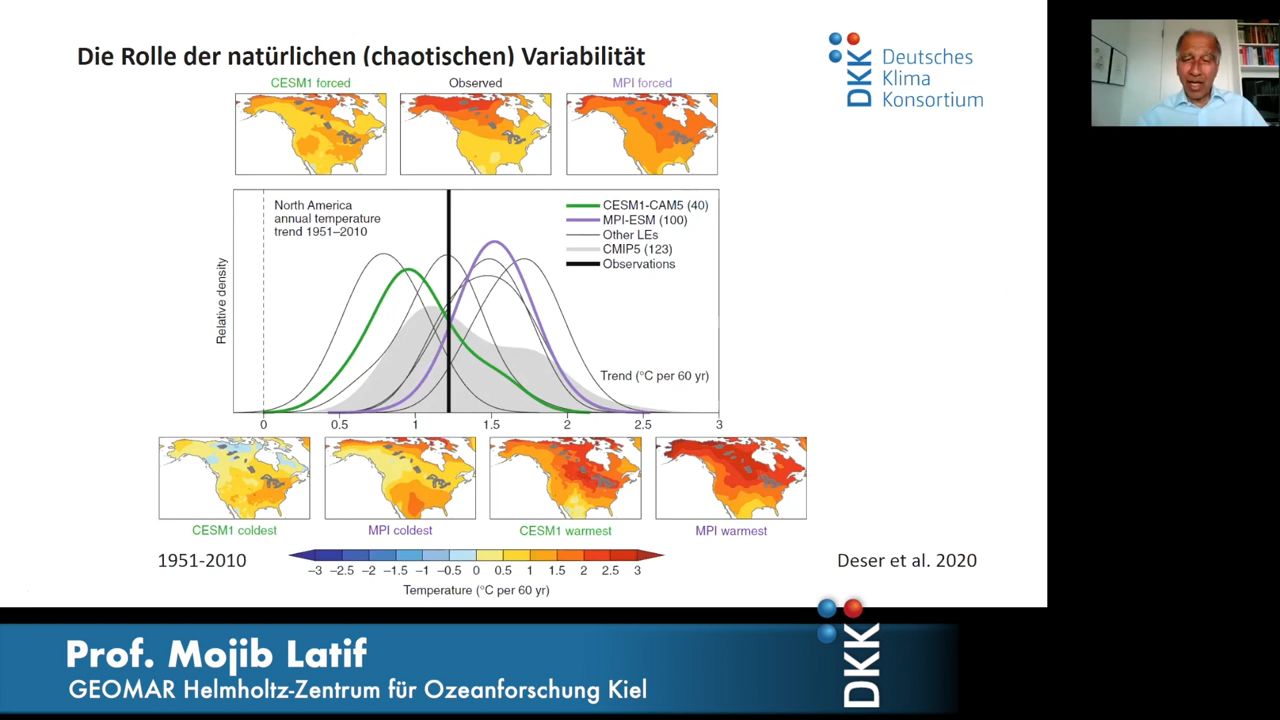 Die Rolle der natürlichen (chaotischen) Variabilität
DKK
Deutsches
Klima
Konsortium
CESM1 forced
Observed
MPI forced
North America
annual temperature
trend 1951–2010
CESM1-CAM5 (40)
MPI-ESM (100)
Other LEs
CMIP5 (123)
Observations
Relative density
Trend (°C per 60 yr)
0 0.5 1 1.5 2 2.5 3
CESM1 coldest
MPI coldest
CESM1 warmest
MPI warmest
1951-2010
−3 −2.5 −2 −1.5 −1 −0.5 0 0.5 1 1.5 2 2.5 3
Temperature (°C per 60 yr)
Deser et al. 2020
Prof. Mojib Latif
GEOMAR Helmholtz-Zentrum für Ozeanforschung Kiel
DKK